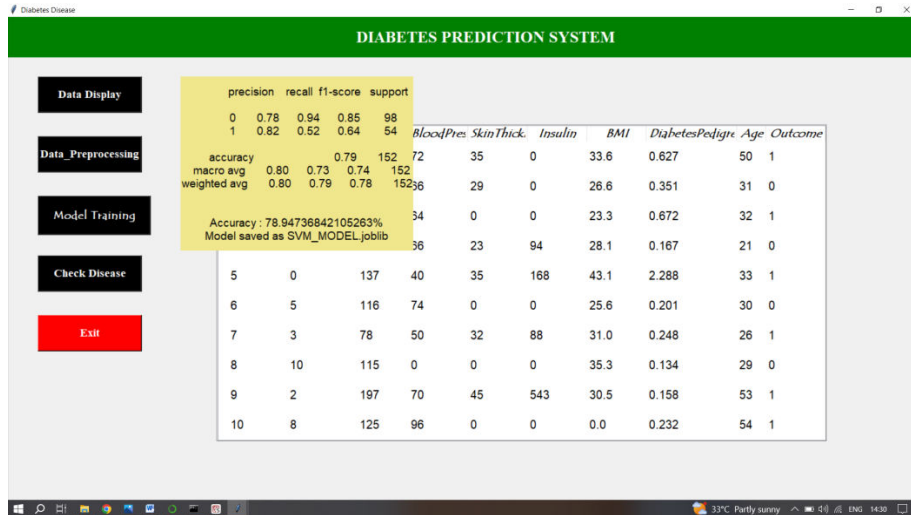 Diabetes Disease
DIABETES PREDICTION SYSTEM
Data Display
Data_Preprocessing
Model Training
Check Disease
Exit
precision recall f1-score support
0 0.78 0.94 0.85 98
1 0.82 0.52 0.64 54
accuracy 0.79 152
macro avg 0.80 0.73 0.74 152
weighted avg 0.80 0.79 0.78 152
Accuracy : 78.94736842105263%
Model saved as SVM_MODEL.joblib
BloodPres SkinThick. Insulin BMI DiabetesPedigre Age Outcome
72 35 0 33.6 0.627 50 1
66 29 0 26.6 0.351 31 0
64 0 0 23.3 0.672 32 1
66 23 94 28.1 0.167 21 0
5 0 137 40 35 168 43.1 2.288 33 1
6 5 116 74 0 0 25.6 0.201 30 0
7 3 78 50 32 88 31.0 0.248 26 1
8 10 115 0 0 0 35.3 0.134 29 0
9 2 197 70 45 543 30.5 0.158 53 1
10 8 125 96 0 0 0.0 0.232 54 1
33°C Partly sunny ENG 14:30